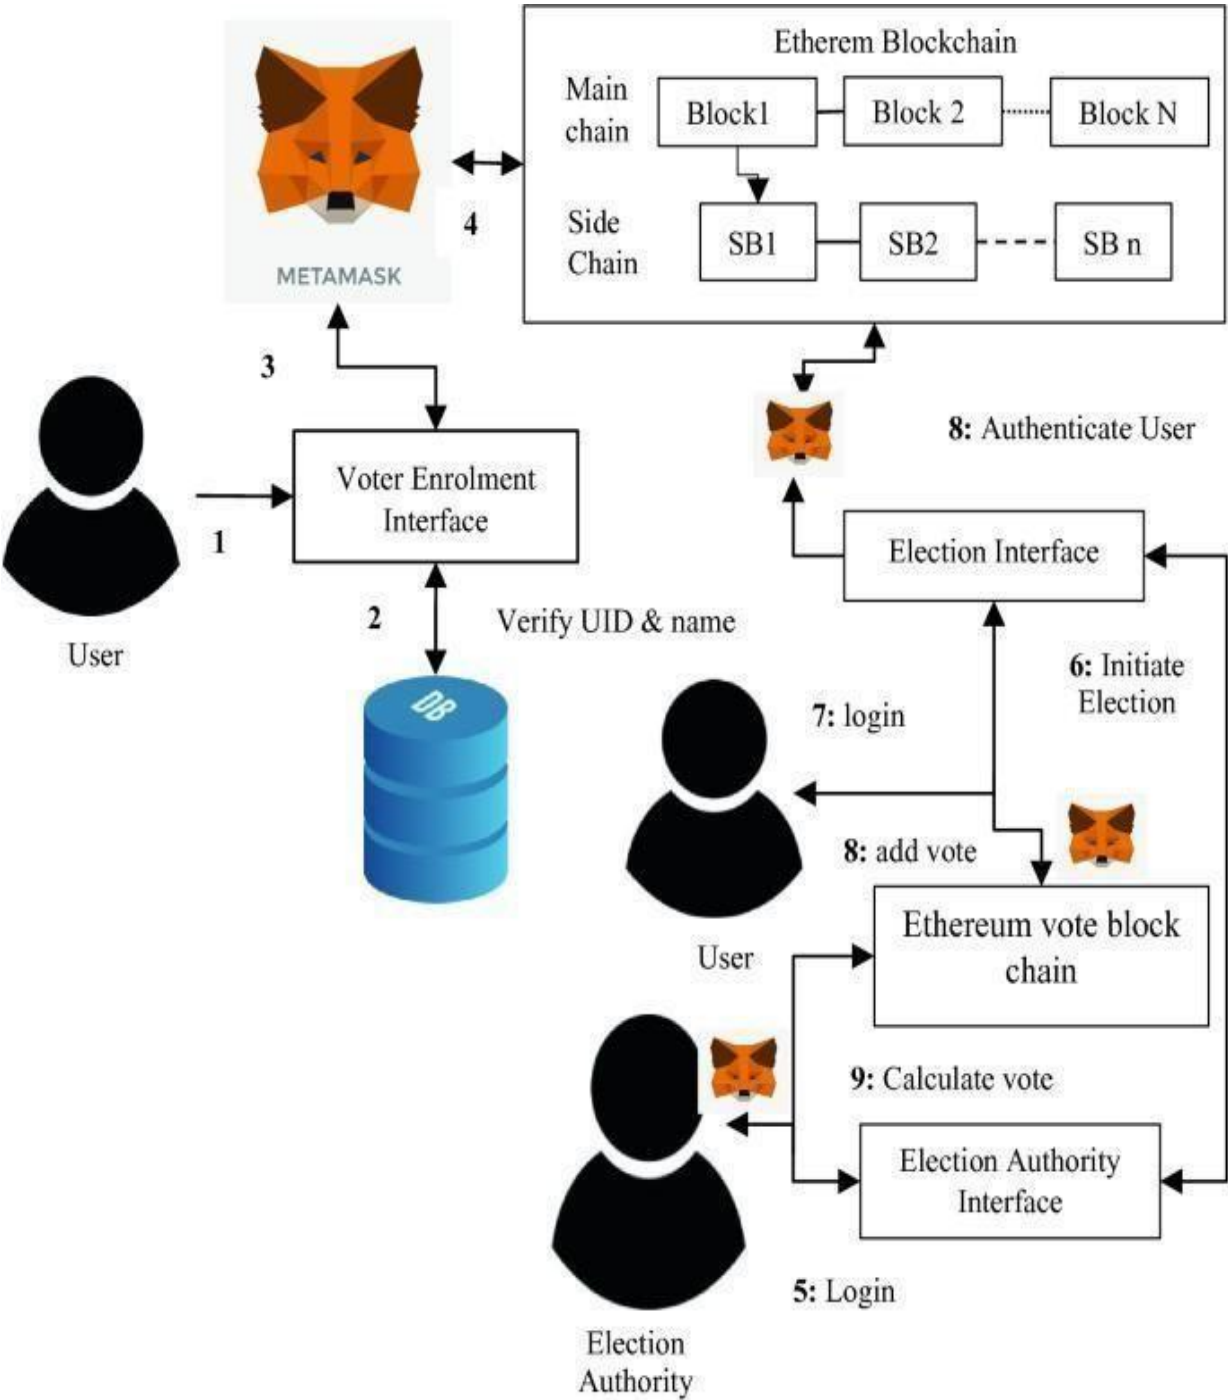 Etherem Blockchain
Main
chain
Block1
Block 2
Block N
4
Side
Chain
SB1
SB2
SB n
METAMASK
3
8: Authenticate User
Voter Enrolment
Interface
1
Election Interface
2
Verify UID & name
User
6: Initiate
Election
DB
7: login
8: add vote
Ethereum vote block
chain
User
9: Calculate vote
Election Authority
Interface
5: Login
Election
Authority